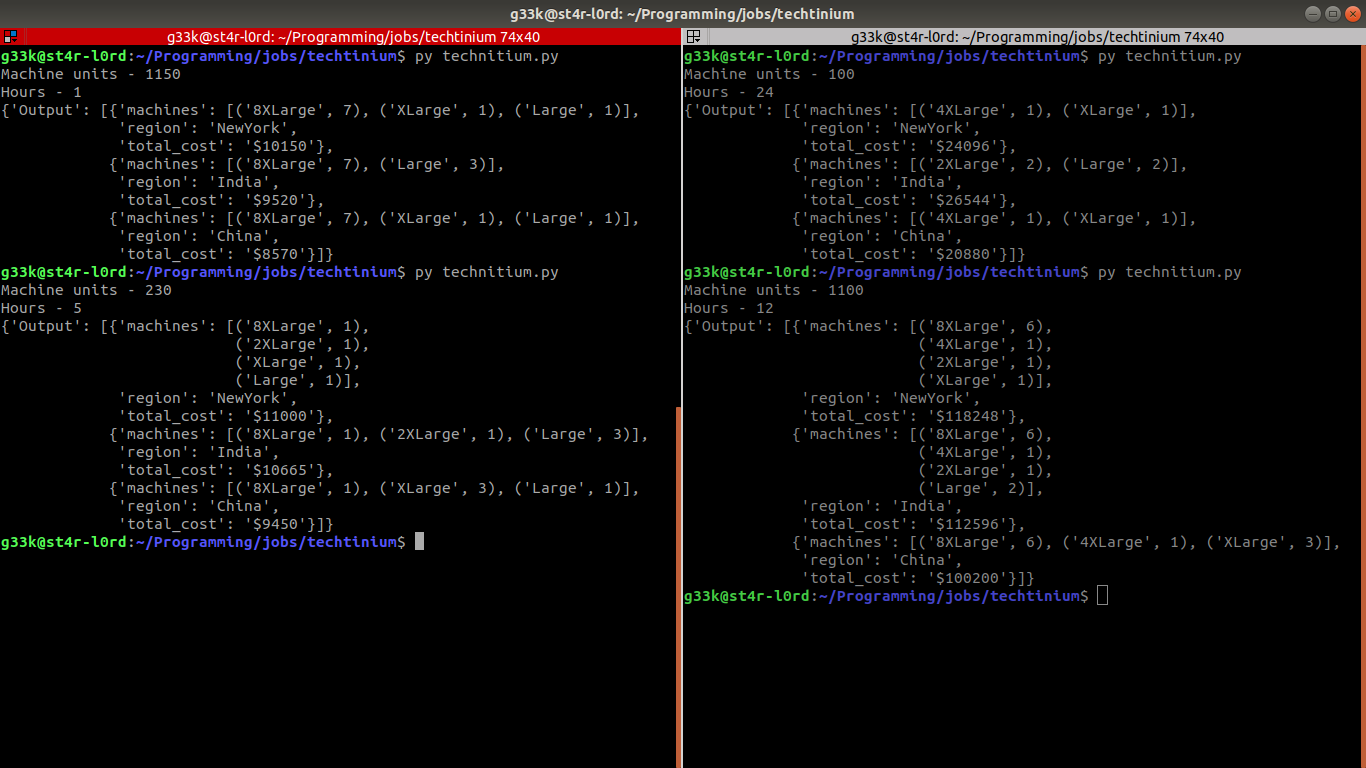 g33k@st4r-l0rd: ~/Programming/jobs/techtinium
g33k@st4r-l0rd: ~/Programming/jobs/techtinium 74x40
g33k@st4r-l0rd:~/Programming/jobs/techtinium$ py technitium.py
Machine units - 1150
Hours - 1
{'Output': [{'machines': [('8XLarge', 7), ('XLarge', 1), ('Large', 1)],
             'region': 'NewYork',
             'total_cost': '$10150'},
            {'machines': [('8XLarge', 7), ('Large', 3)],
             'region': 'India',
             'total_cost': '$9520'},
            {'machines': [('8XLarge', 7), ('XLarge', 1), ('Large', 1)],
             'region': 'China',
             'total_cost': '$8570'}]}
g33k@st4r-l0rd:~/Programming/jobs/techtinium$ py technitium.py
Machine units - 230
Hours - 5
{'Output': [{'machines': [('8XLarge', 1),
                          ('2XLarge', 1),
                          ('XLarge', 1),
                          ('Large', 1)],
             'region': 'NewYork',
             'total_cost': '$11000'},
            {'machines': [('8XLarge', 1), ('2XLarge', 1), ('Large', 3)],
             'region': 'India',
             'total_cost': '$10665'},
            {'machines': [('8XLarge', 1), ('XLarge', 3), ('Large', 1)],
             'region': 'China',
             'total_cost': '$9450'}]}
g33k@st4r-l0rd:~/Programming/jobs/techtinium$
g33k@st4r-l0rd: ~/Programming/jobs/techtinium 74x40
g33k@st4r-l0rd:~/Programming/jobs/techtinium$ py technitium.py
Machine units - 100
Hours - 24
{'Output': [{'machines': [('4XLarge', 1), ('XLarge', 1)],
             'region': 'NewYork',
             'total_cost': '$24096'},
            {'machines': [('2XLarge', 2), ('Large', 2)],
             'region': 'India',
             'total_cost': '$26544'},
            {'machines': [('4XLarge', 1), ('XLarge', 1)],
             'region': 'China',
             'total_cost': '$20880'}]}
g33k@st4r-l0rd:~/Programming/jobs/techtinium$ py technitium.py
Machine units - 1100
Hours - 12
{'Output': [{'machines': [('8XLarge', 6),
                          ('4XLarge', 1),
                          ('2XLarge', 1),
                          ('XLarge', 1)],
             'region': 'NewYork',
             'total_cost': '$118248'},
            {'machines': [('8XLarge', 6),
                          ('4XLarge', 1),
                          ('2XLarge', 1),
                          ('Large', 2)],
             'region': 'India',
             'total_cost': '$112596'},
            {'machines': [('8XLarge', 6), ('4XLarge', 1), ('XLarge', 3)],
             'region': 'China',
             'total_cost': '$100200'}]}
g33k@st4r-l0rd:~/Programming/jobs/techtinium$